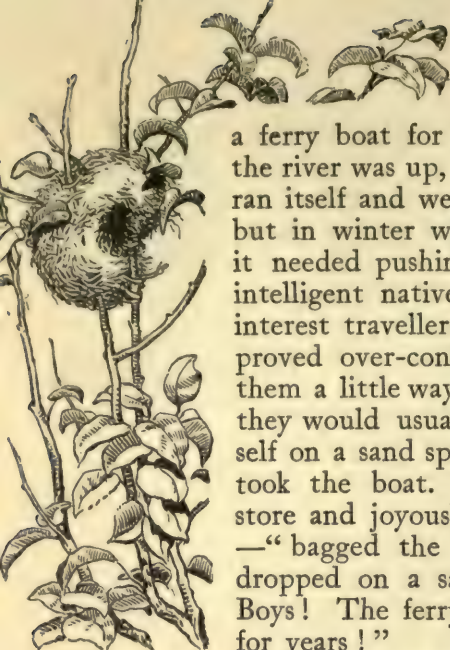 a ferry boat for
the river was up,
ran itself and we
but in winter w
it needed pushin
intelligent native
interest traveller
proved over-con
them a little way
they would usua
self on a sand sp
took the boat.
store and joyous
—“ bagged the
dropped on a sa
Boys! The ferry
for years ! ”